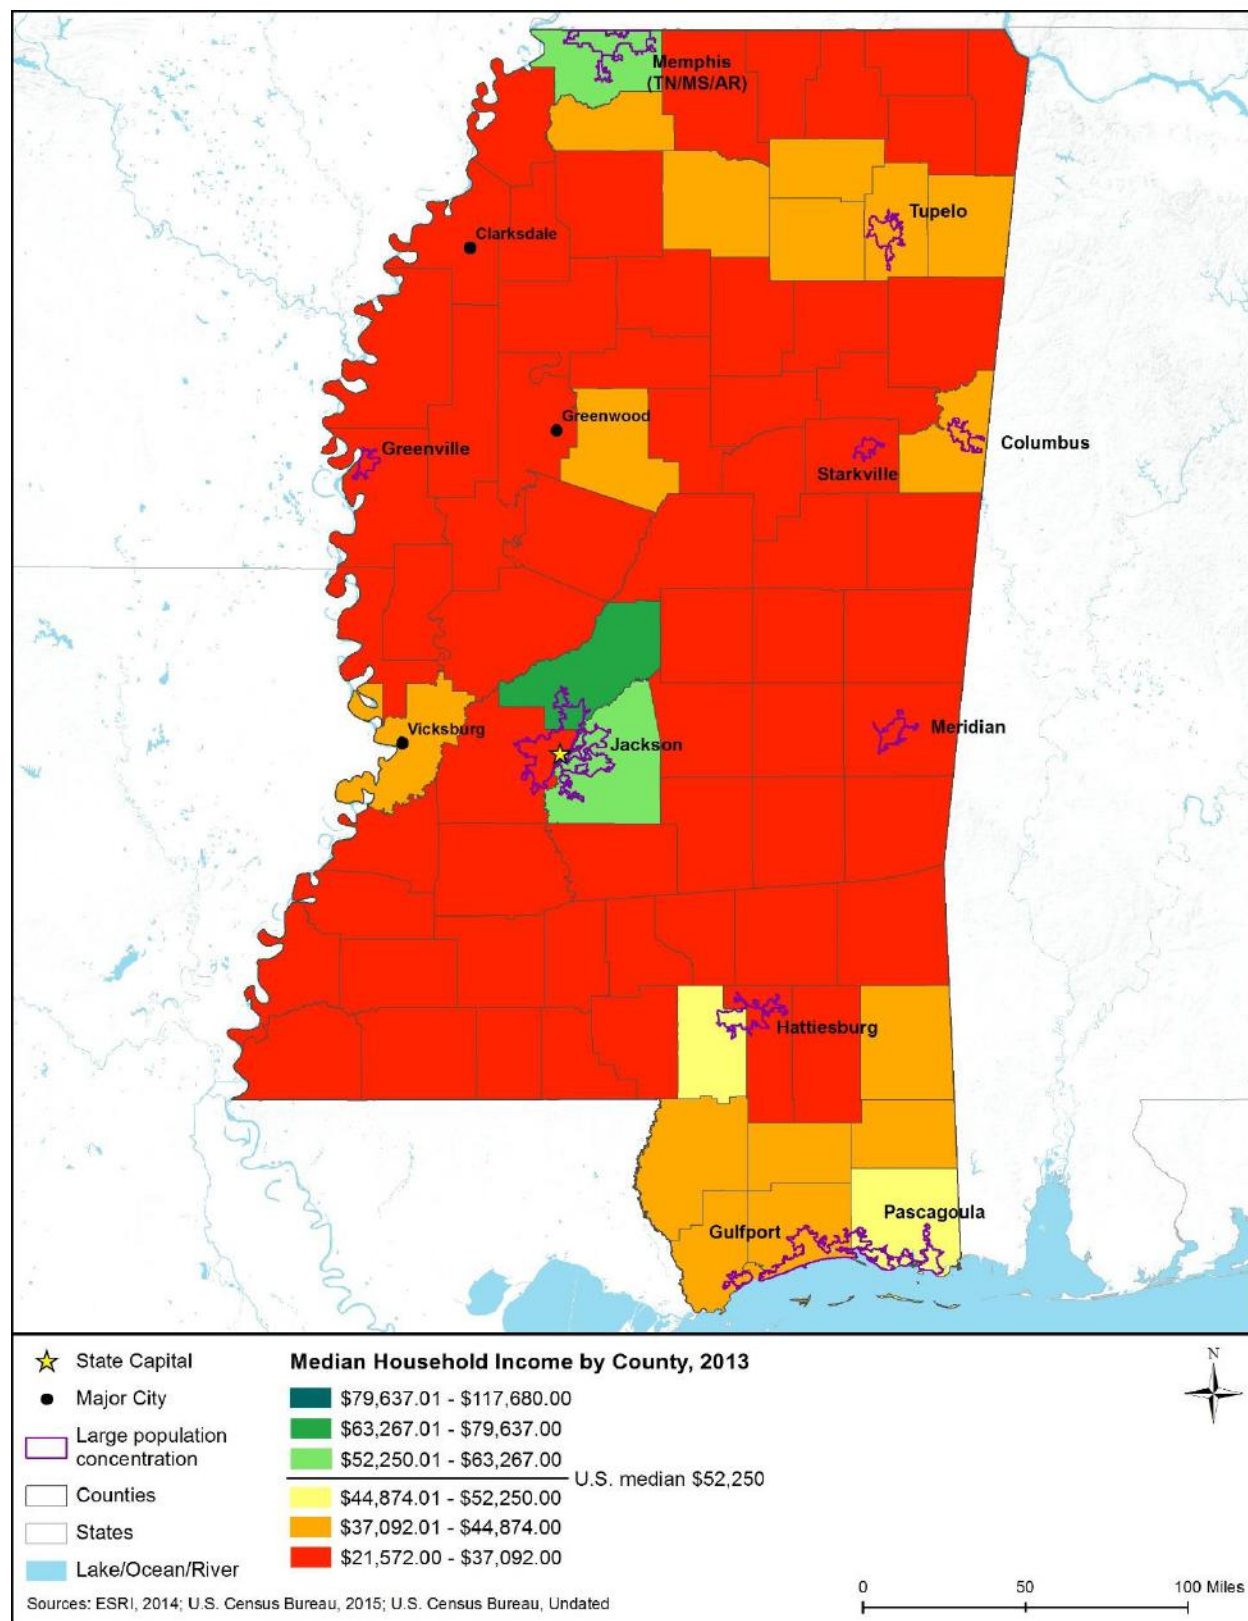 Memphis
(TN/MS/AR)
Tupelo
Clarksdale
Greenwood
Greenville
Columbus
Starkville
Vicksburg
Jackson
Meridian
Hattiesburg
Pascagoula
Gulfport
State Capital
Major City
Large population
concentration
Counties
States
Lake/Ocean/River
Median Household Income by County, 2013
$79,637.01 - $117,680.00
$63,267.01 - $79,637.00
$52,250.01 - $63,267.00
U.S. median $52,250
$44,874.01 - $52,250.00
$37,092.01 - $44,874.00
$21,572.00 - $37,092.00
N
0 50 100 Miles
Sources: ESRI, 2014; U.S. Census Bureau, 2015; U.S. Census Bureau, Undated